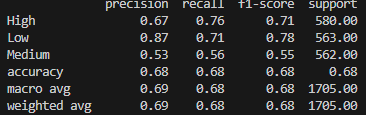 precision recall f1-score support
High 0.67 0.76 0.71 580.00
Low 0.87 0.71 0.78 563.00
Medium 0.53 0.56 0.55 562.00
accuracy 0.68 0.68 0.68 0.68
macro avg 0.69 0.68 0.68 1705.00
weighted avg 0.69 0.68 0.68 1705.00